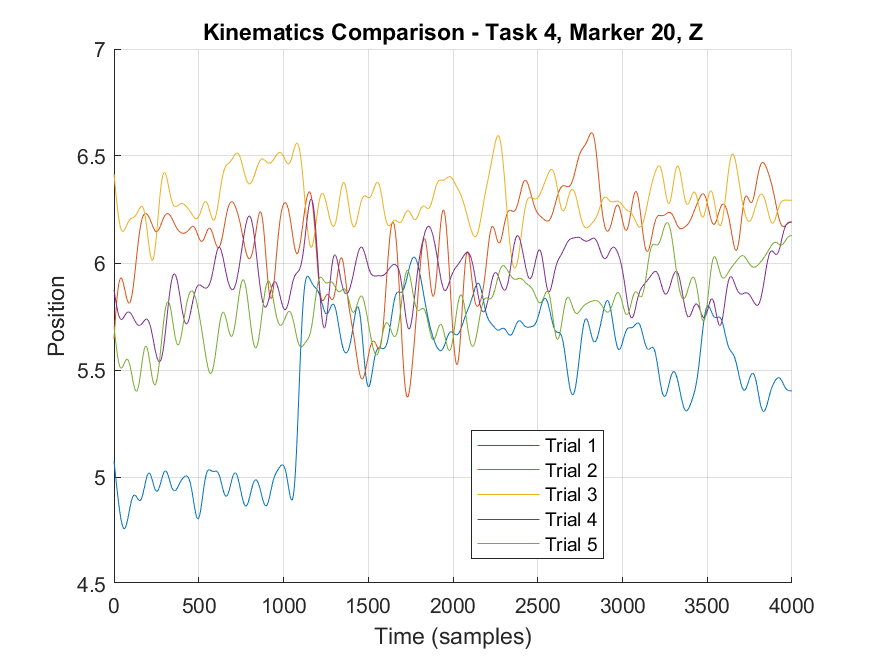 Kinematics Comparison - Task 4, Marker 20, Z
7
6.5
6
5.5
5
4.5
Position
0 500 1000 1500 2000 2500 3000 3500 4000
Time (samples)
Trial 1
Trial 2
Trial 3
Trial 4
Trial 5